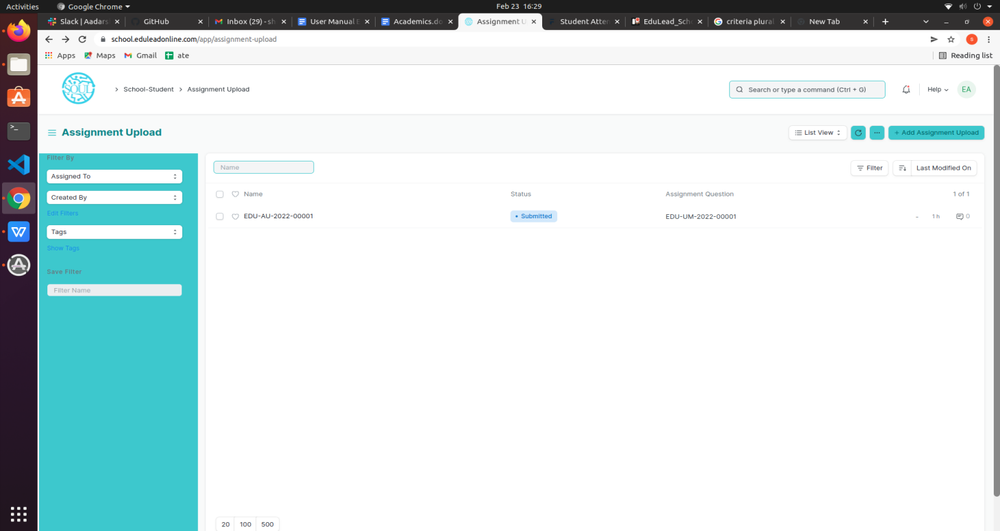 Activities Google Chrome Feb 23 16:29
Slack | Aadars GitHub Inbox (29) - sh User Manual E Academics.do Assignment U Student Atten EduLead_Scho criteria plural New Tab
school.eduleadonline.com/app/assignment-upload S
Apps Maps Gmail ate Reading list
SOUL School-Student Assignment Upload Search or type a command (Ctrl + G) Help EA
Assignment Upload List View + Add Assignment Upload
Filter By
Assigned To
Created By
Edit Filters
Tags
Show Tags
Save Filter
Filter Name
Name Filter Last Modified On
Name Status Assignment Question 1 of 1
EDU-AU-2022-00001 Submitted EDU-UM-2022-00001 - 1 h 0
20 100 500